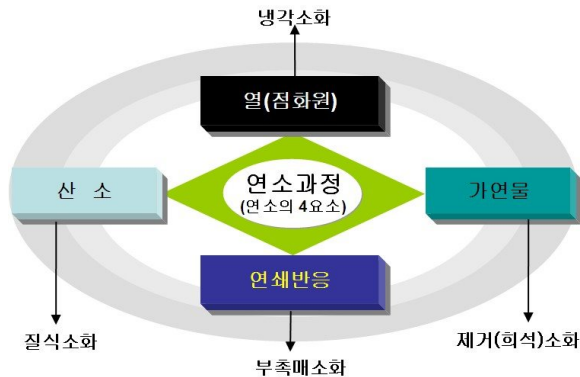 냉각소화
열(점화원)
산 소
연소과정
(연소의 4요소)
가연물
연쇄반응
질식소화
부촉매소화
제거(희석)소화